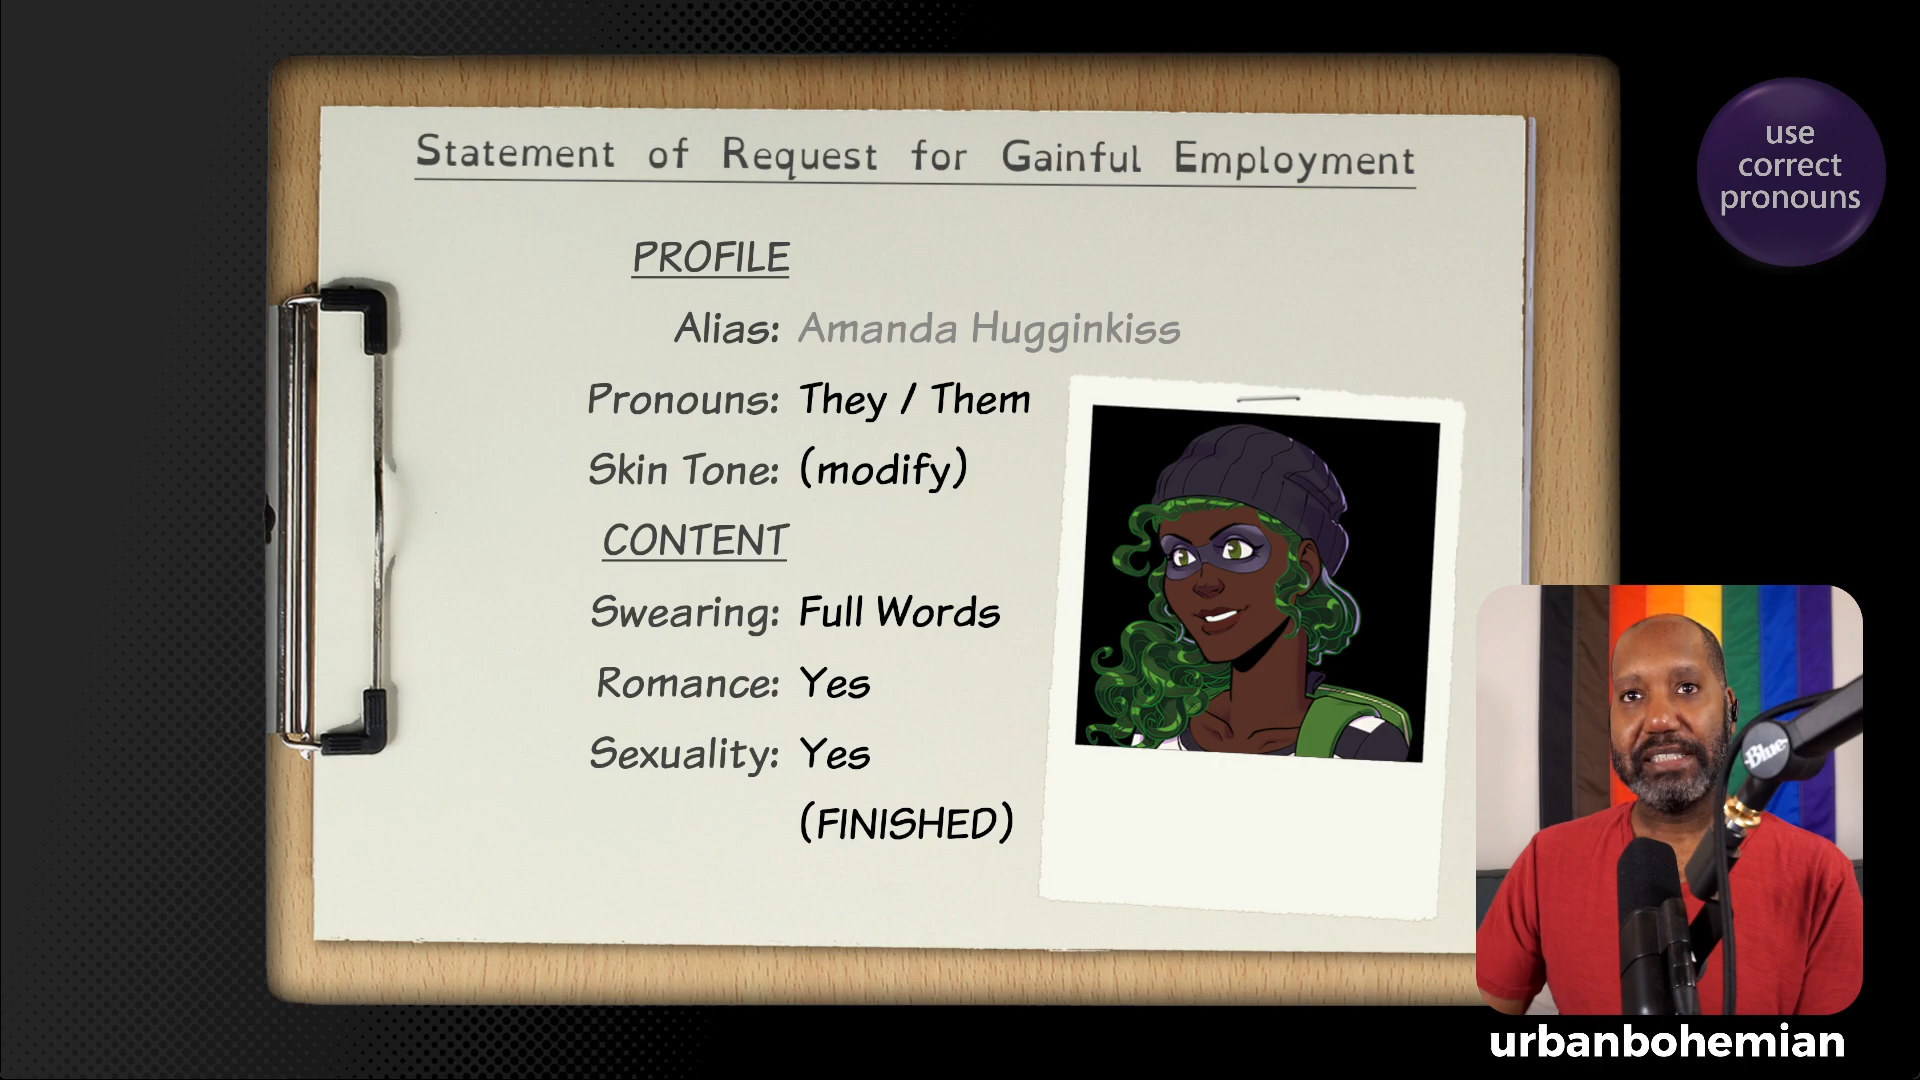 Statement of Request for Gainful Employment
PROFILE
Alias: Amanda Hugginkiss
Pronouns: They / Them
Skin Tone: (modify)
CONTENT
Swearing: Full Words
Romance: Yes
Sexuality: Yes
(FINISHED)
use
correct
pronouns
Blue
urbanbohemian